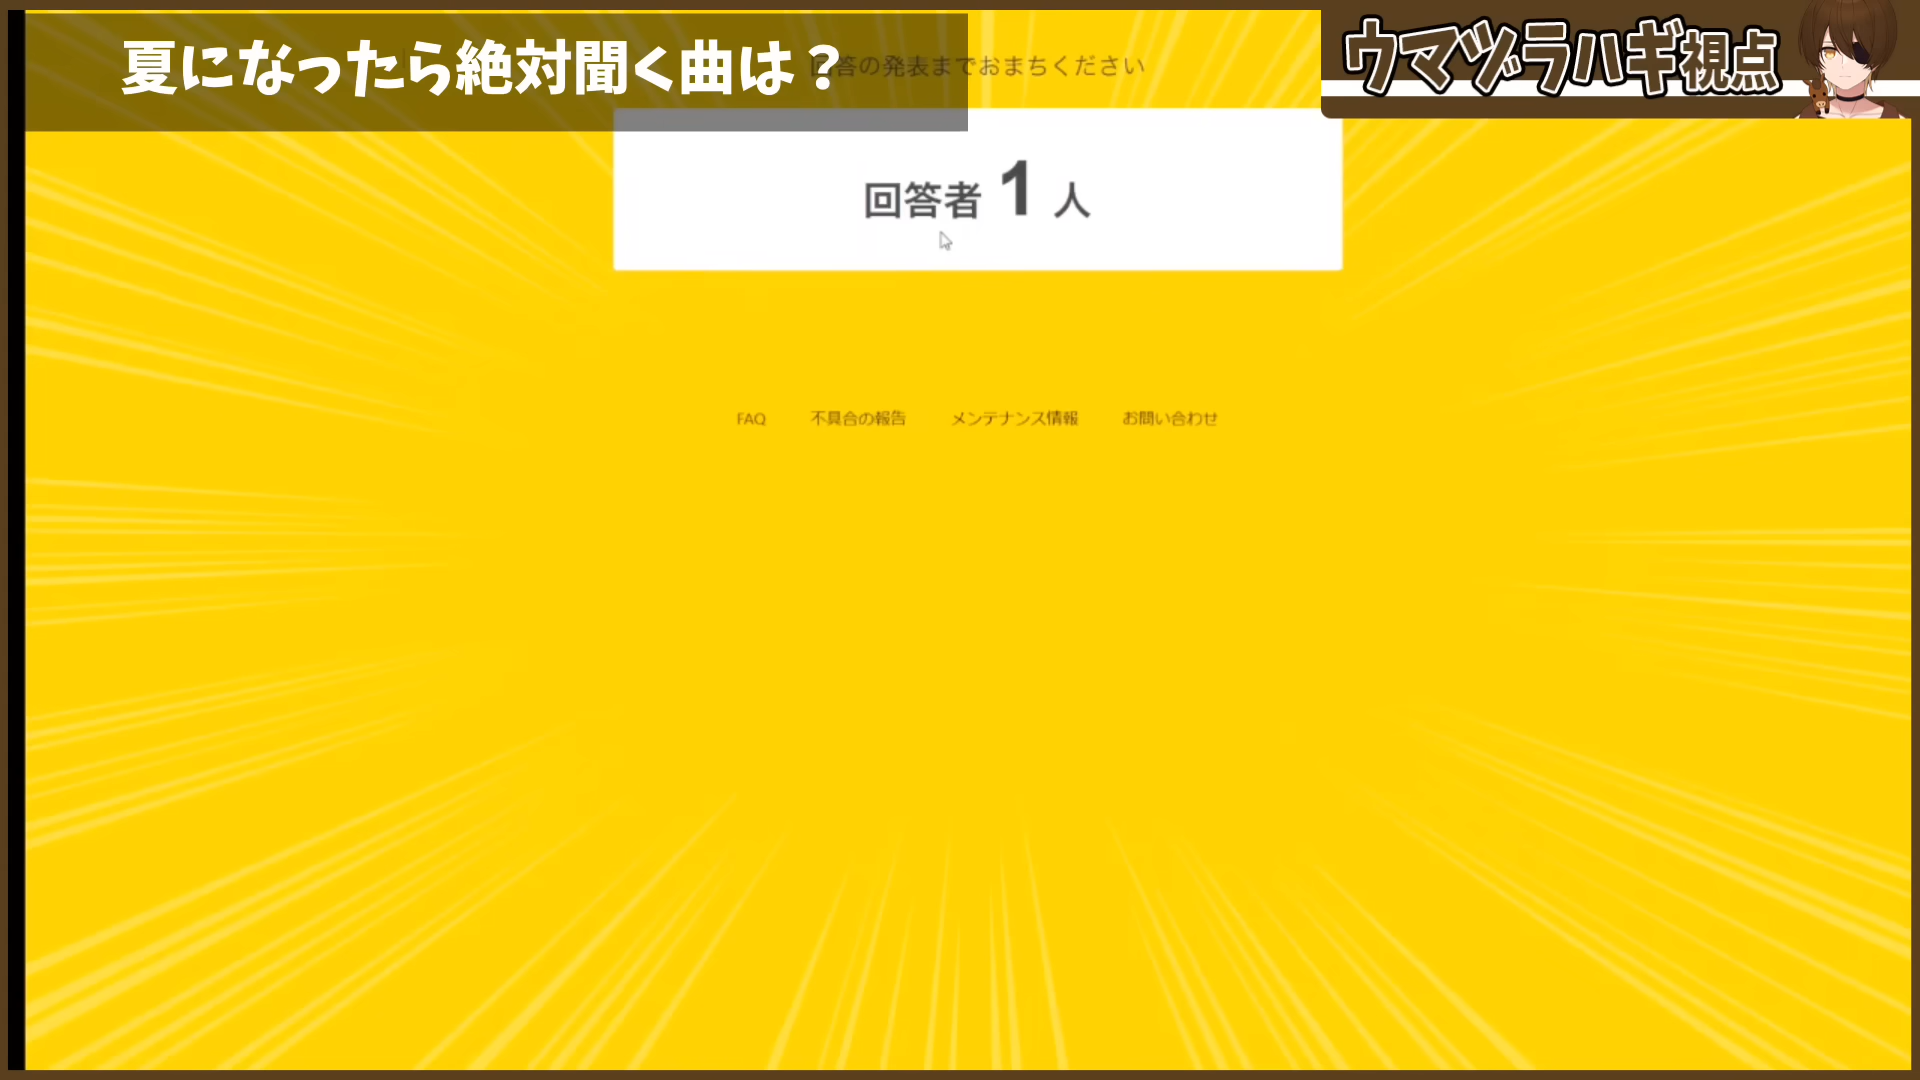 夏になったら絶対聞く曲は？
回答の発表までおまちください
ウマヅラハギ視点
回答者 1 人
FAQ 不具合の報告 メンテナンス情報 お問い合わせ